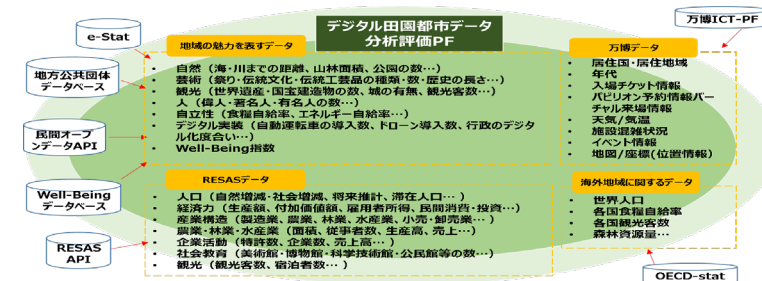 デジタル田園都市データ
分析評価PF
万博ICT-PF
e-Stat
地方公共団体
データベース
民間オープ
ンデータAPI
Well-Being
データベース
RESAS
API
地域の魅力を表すデータ
・ 自然（海・川までの距離、山林面積、公園の数…）
・ 芸術（祭り・伝統文化・伝統工芸品の種類・数・歴史の長さ…）
・ 観光（世界遺産・国宝建造物の数、城の有無、観光客数…）
・ 人（偉人・著名人・有名人の数…）
・ 自立性（食糧自給率、エネルギー自給率…）
・ デジタル実装（自動運転車の導入数、ドローン導入数、行政のデジタ
ル化度合い…）
・ Well-Being指数
RESASデータ
・ 人口（自然増減・社会増減、将来推計、滞在人口…）
・ 経済力（生産額、付加価値額、雇用者所得、民間消費・投資…）
・ 産業構造（製造業、農業、林業、水産業、小売・卸売業…）
・ 農業・林業・水産業（面積、従事者数、生産高、売上…）
・ 企業活動（特許数、企業数、売上高…）
・ 社会教育（美術館・博物館・科学技術館・公民館等の数…）
・ 観光（観光客数、宿泊者数…）
万博データ
・ 居住国・居住地域
・ 年代
・ 入場チケット情報
・ パビリオン予約情報バー
チャル来場情報
・ 天気/気温
・ 施設混雑状況
・ イベント情報
・ 地図/座標(位置情報)
海外地域に関するデータ
・ 世界人口
・ 各国食糧自給率
・ 各国観光客数
・ 森林資源量…
OECD-stat